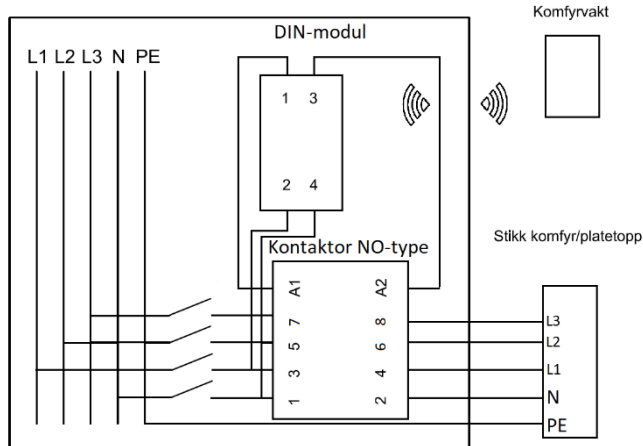 Komfyrvakt
DIN-modul
L1 L2 L3 N PE
1 3
2 4
Stikk komfyr/platetopp
Kontaktor NO-type
A1 A2
7 8 L3
5 6 L2
3 4 L1
1 2 N
PE